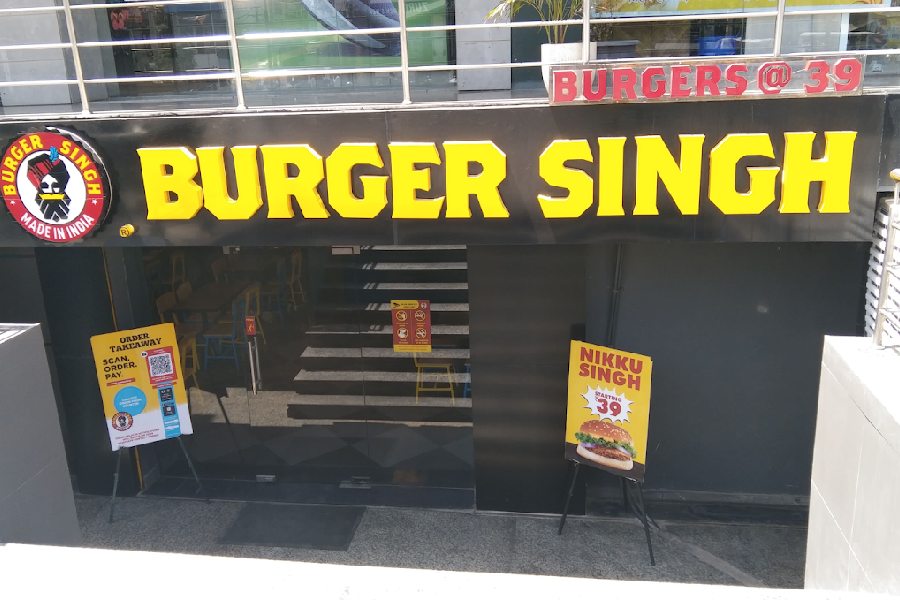 BURGERS @ 39
BURGER SINGH
MADE IN INDIA
BURGER SINGH
R
ORDER
TAKEAWAY
SCAN.
ORDER.
PAY.
NIKKU
SINGH
STARTING
39